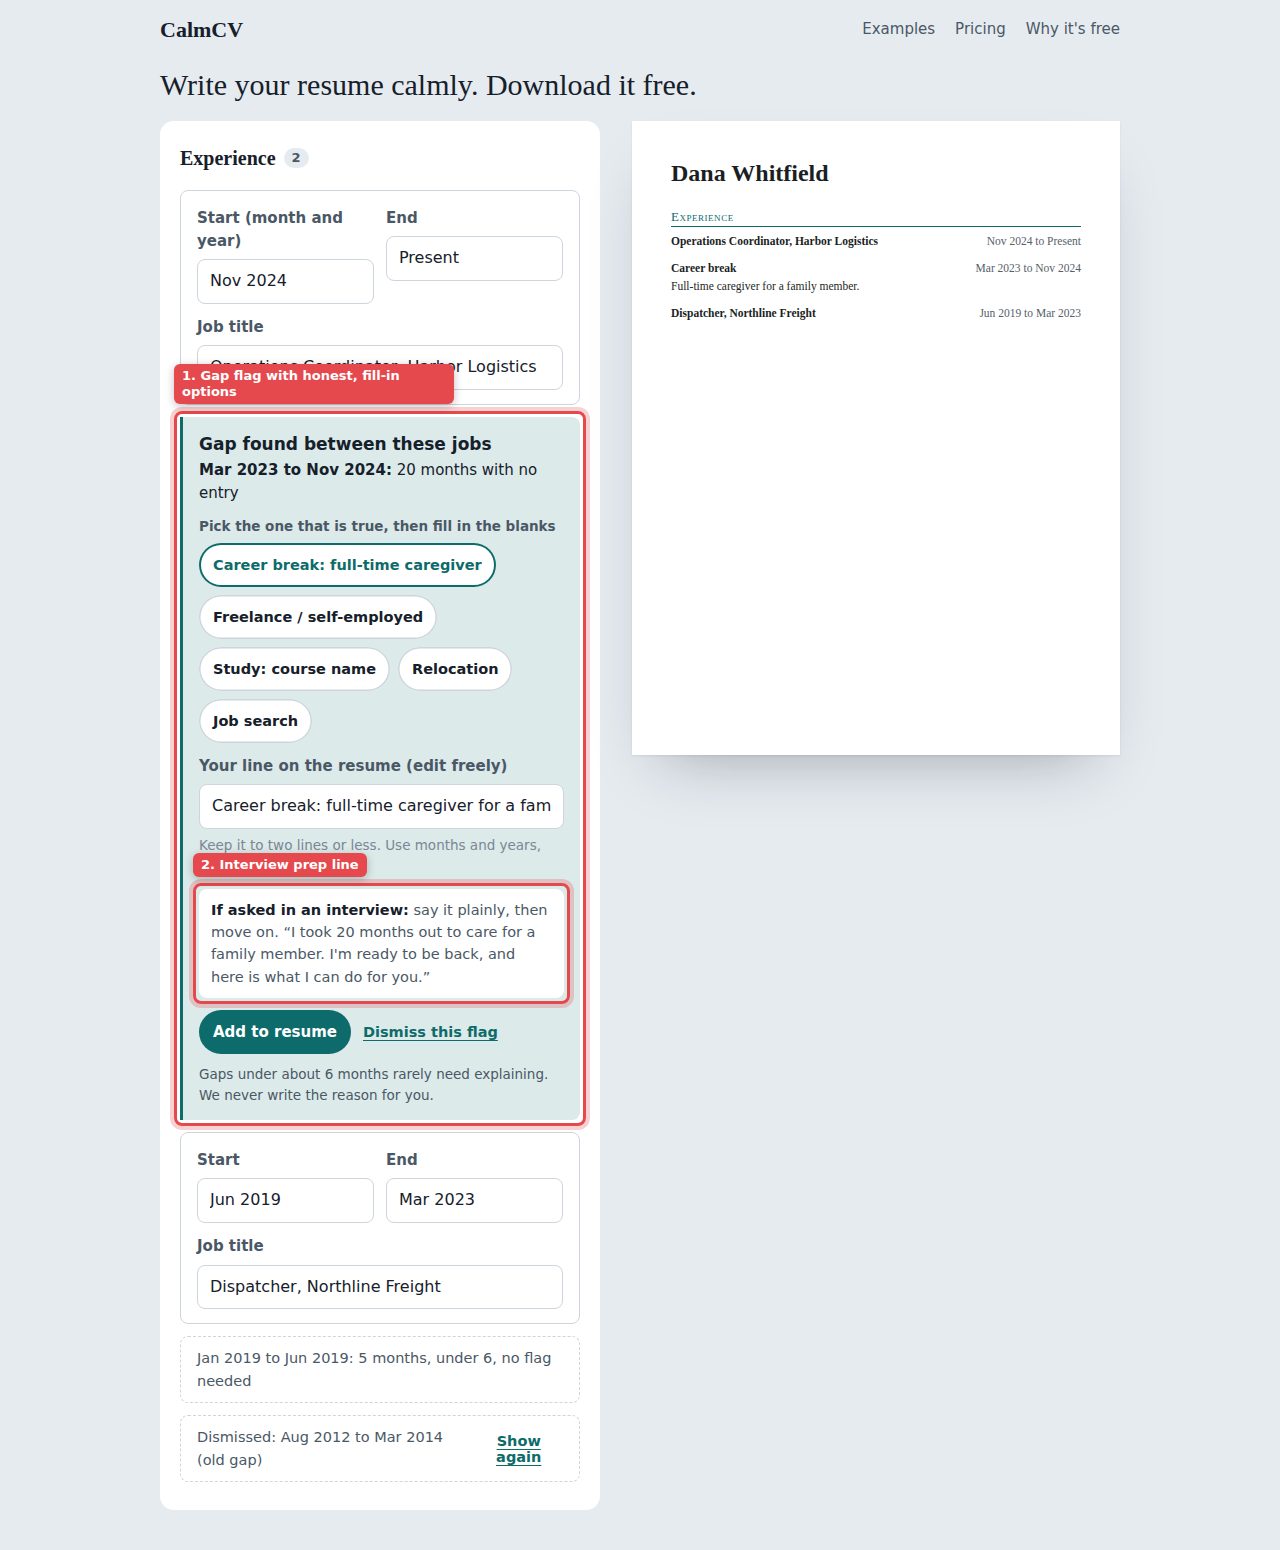 CalmCV
Examples Pricing Why it's free
Write your resume calmly. Download it free.
Experience 2
Start (month and
year)
End
Nov 2024
Present
Job title
Logistics
1. Gap flag with honest, fill-in
options
Gap found between these jobs
Mar 2023 to Nov 2024: 20 months with no
entry
Pick the one that is true, then fill in the blanks
Career break: full-time caregiver
Freelance / self-employed
Study: course name Relocation
Job search
Your line on the resume (edit freely)
Career break: full-time caregiver for a fam
Keep it to two lines or less. Use months and years,
2. Interview prep line
If asked in an interview: say it plainly, then
move on. “I took 20 months out to care for a
family member. I'm ready to be back, and
here is what I can do for you.”
Add to resume Dismiss this flag
Gaps under about 6 months rarely need explaining.
We never write the reason for you.
Start End
Jun 2019 Mar 2023
Job title
Dispatcher, Northline Freight
Jan 2019 to Jun 2019: 5 months, under 6, no flag
needed
Dismissed: Aug 2012 to Mar 2014
(old gap)
Show
again
Dana Whitfield
Experience
Operations Coordinator, Harbor Logistics Nov 2024 to Present
Career break Mar 2023 to Nov 2024
Full-time caregiver for a family member.
Dispatcher, Northline Freight Jun 2019 to Mar 2023